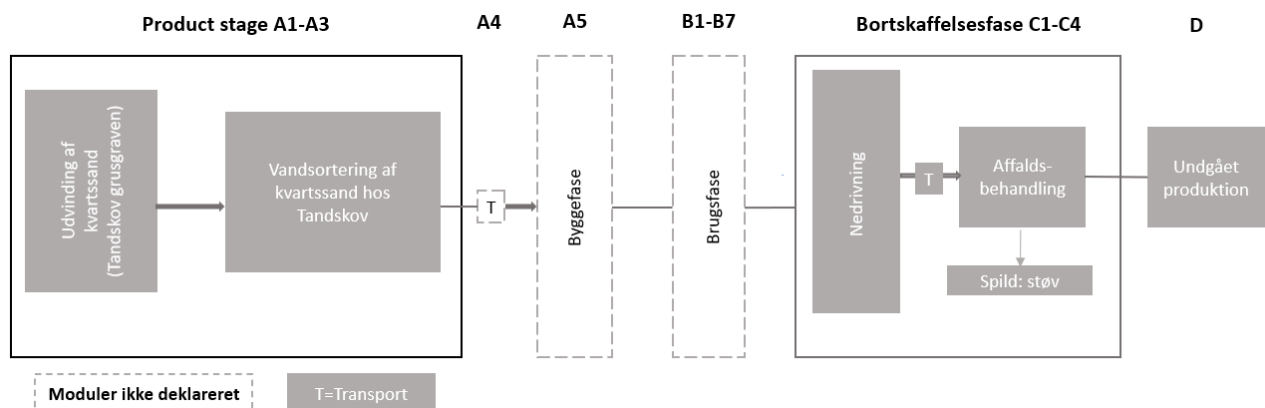 Product stage A1-A3
A4
A5
B1-B7
Bortskaffelsesfase C1-C4
D
Udvinding af
kvartssand
(Tandskov grusgraven)
Vandsortering af
kvartssand hos
Tandskov
T
Byggefase
Brugsfase
Nedrivning
T
Affalds-
behandling
Spild: støv
Undgået
produktion
Moduler ikke deklareret
T=Transport